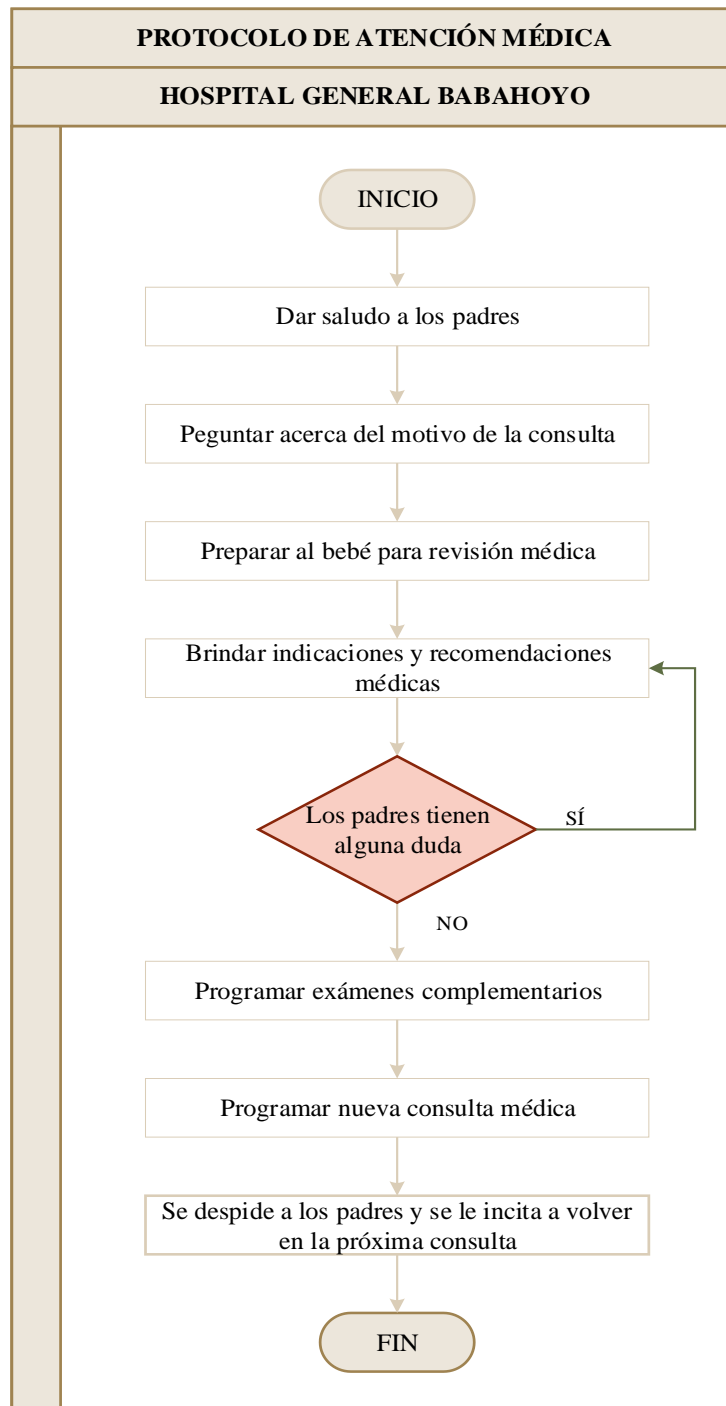 PROTOCOLO DE ATENCIÓN MÉDICA
HOSPITAL GENERAL BABAHOYO
INICIO
Dar saludo a los padres
Peguntar acerca del motivo de la consulta
Preparar al bebé para revisión médica
Brindar indicaciones y recomendaciones
médicas
Los padres tienen
alguna duda
SÍ
NO
Programar exámenes complementarios
Programar nueva consulta médica
Se despide a los padres y se le incita a volver
en la próxima consulta
FIN